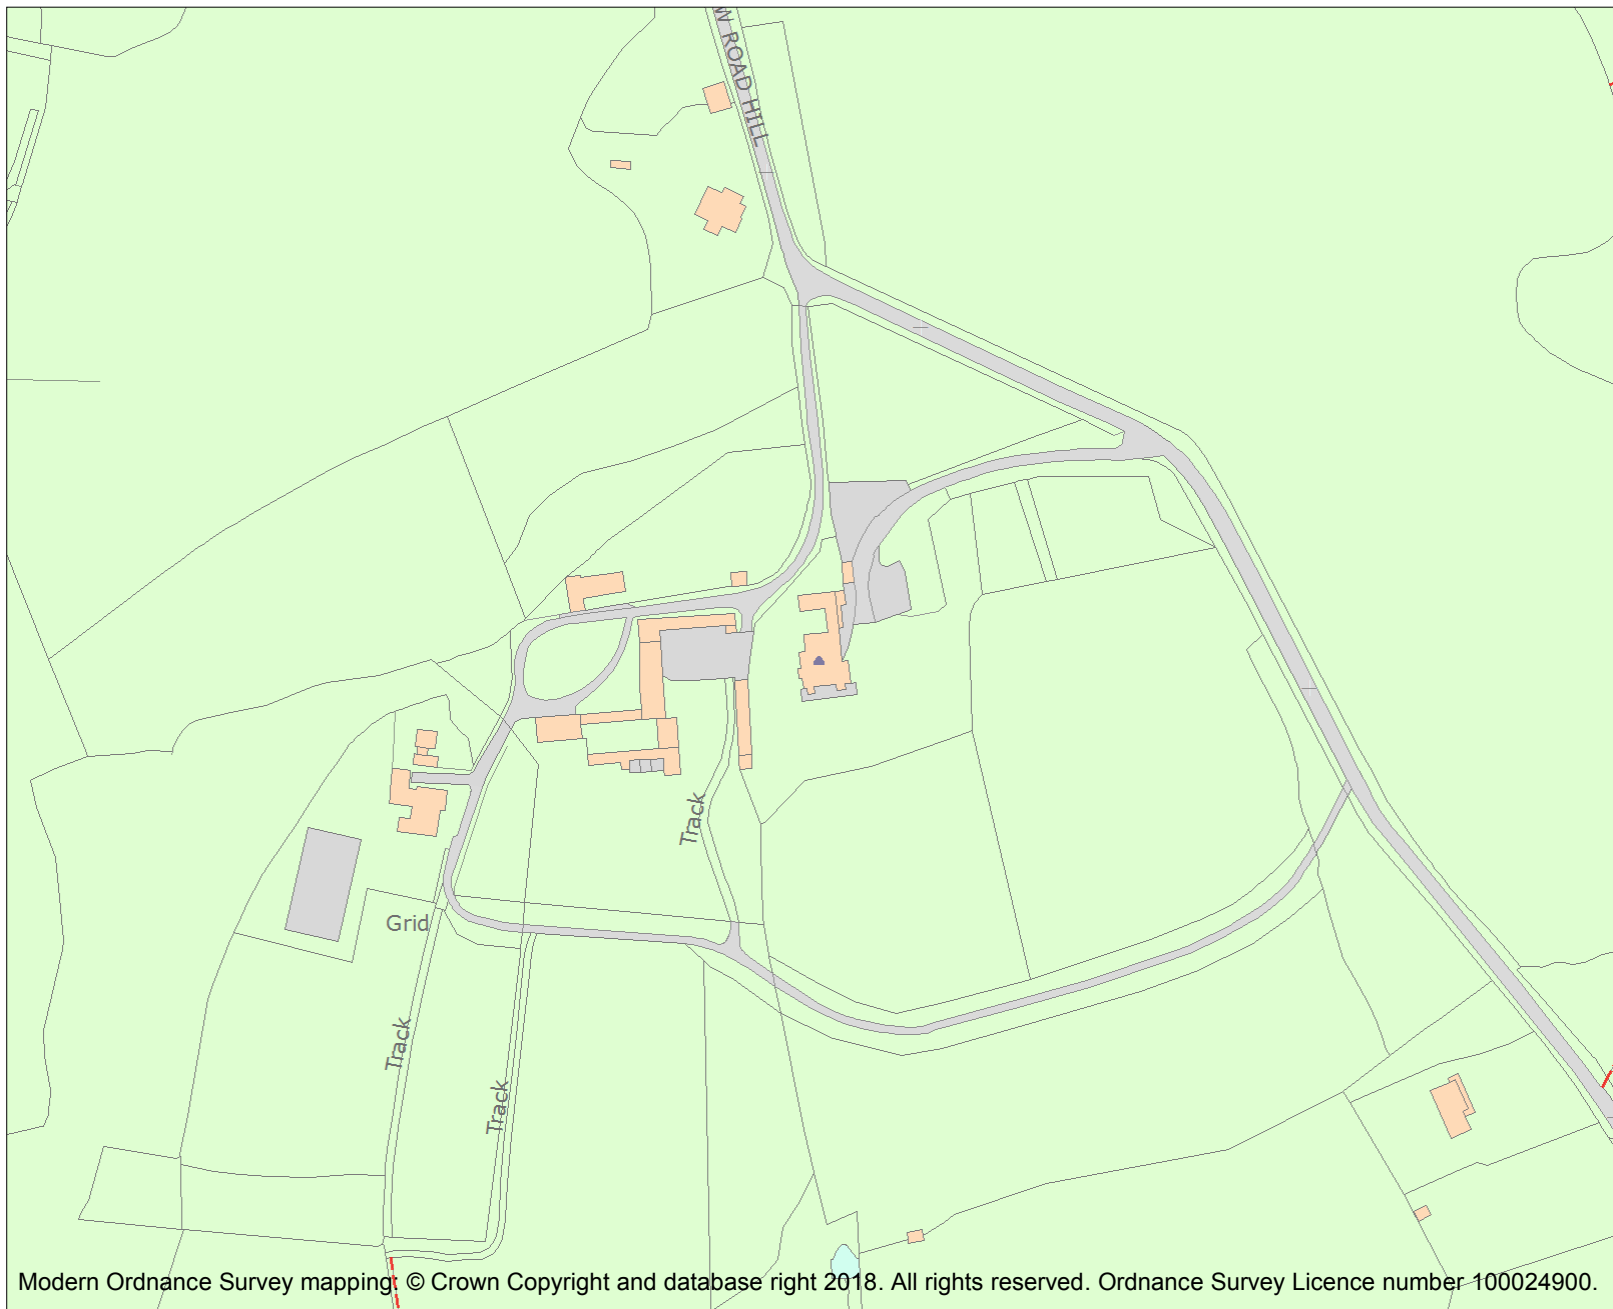 W ROAD HILL
Track
Grid
Track
Track
Modern Ordnance Survey mapping: © Crown Copyright and database right 2018. All rights reserved. Ordnance Survey Licence number 100024900.